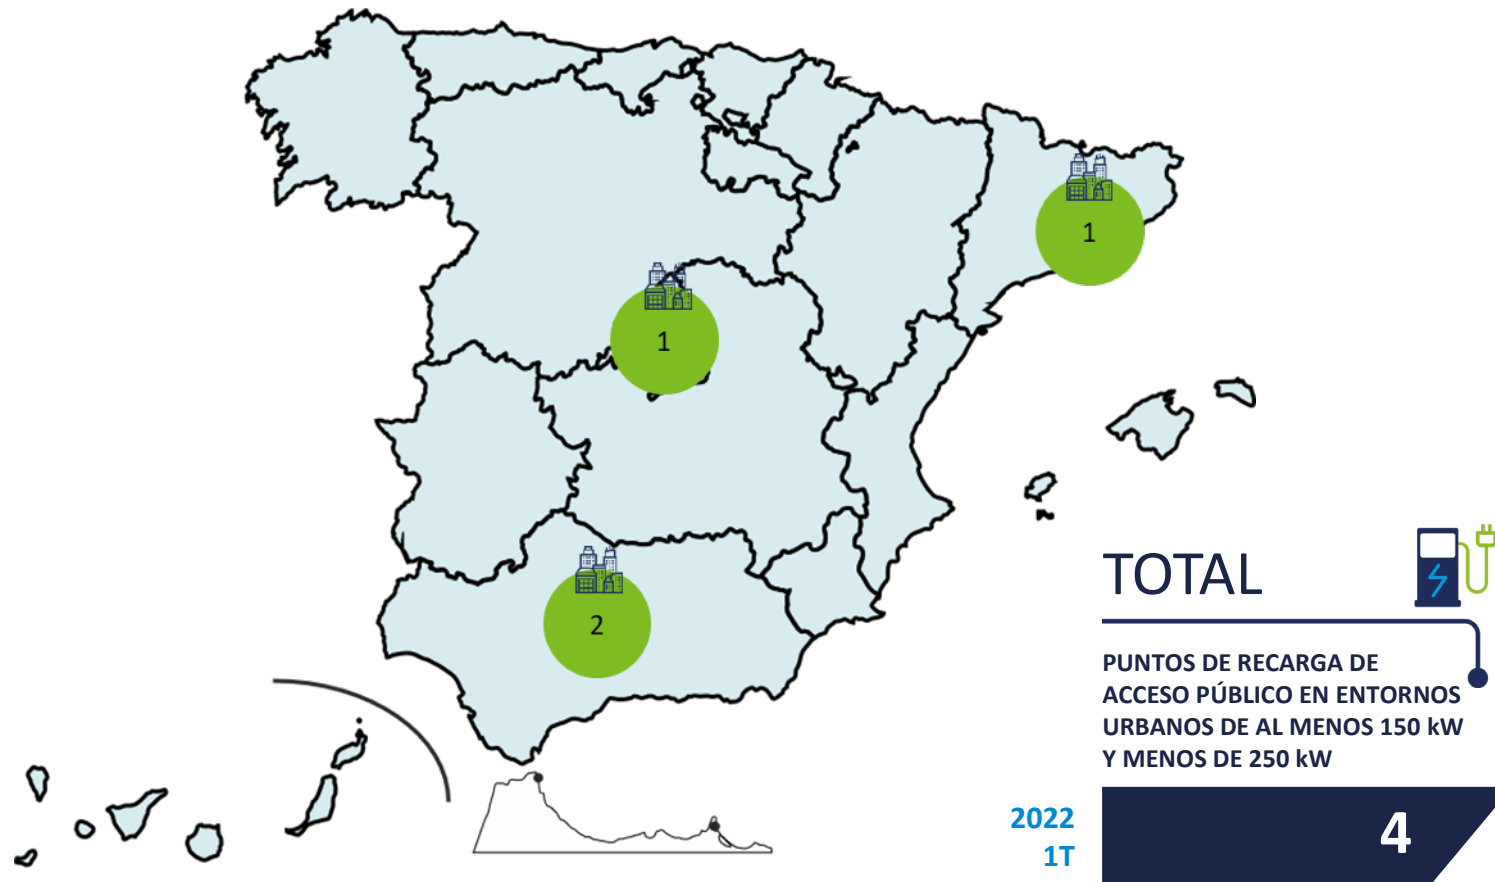 1
1
2
TOTAL
PUNTOS DE RECARGA DE
ACCESO PÚBLICO EN ENTORNOS
URBANOS DE AL MENOS 150 kW
Y MENOS DE 250 kW
2022
1T
4